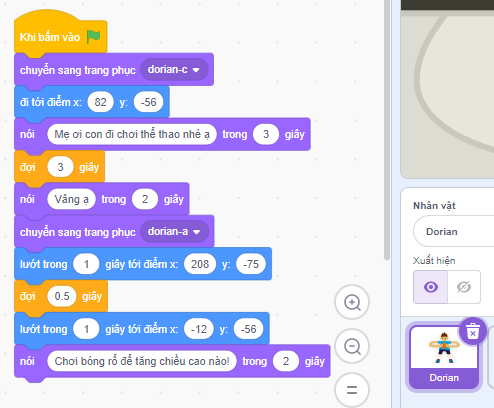 Khi bấm vào
chuyển sang trang phục dorian-c
đi tới điểm x: 82 y: -56
nói Mẹ ơi con đi chơi thể thao nhé ạ trong 3 giây
đợi 3 giây
nói Vâng ạ trong 2 giây
chuyển sang trang phục dorian-a
lướt trong 1 giây tới điểm x: 208 y: -75
đợi 0.5 giây
lướt trong 1 giây tới điểm x: -12 y: -56
nói Chơi bóng rổ để tăng chiều cao nào! trong 2 giây
Nhân vật
Dorian
Xuất hiện
Dorian